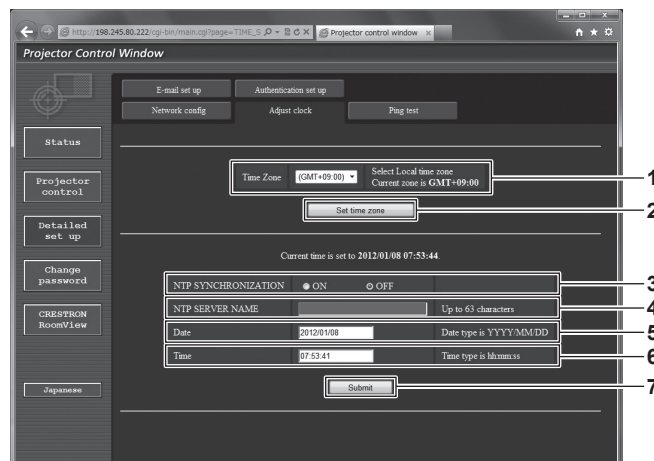 http://198.245.80.222/cgi-bin/main.cgi?page=TIME_S
Projector control window
Projector Control Window
E-mail set up
Authentication set up
Network config
Adjust clock
Ping test
Status
Projector control
Detailed set up
Change password
CRESTRON RoomView
Japanese
Time Zone (GMT+09:00) Select Local time zone
Current zone is GMT+09:00
1
Set time zone
2
Current time is set to 2012/01/08 07:53:44.
NTP SYNCHRONIZATION ON OFF
3
NTP SERVER NAME Up to 63 characters
4
Date 2012/01/08 Date type is YYYY/MM/DD
5
Time 07:53:41 Time type is hh:mm:ss
6
Submit
7